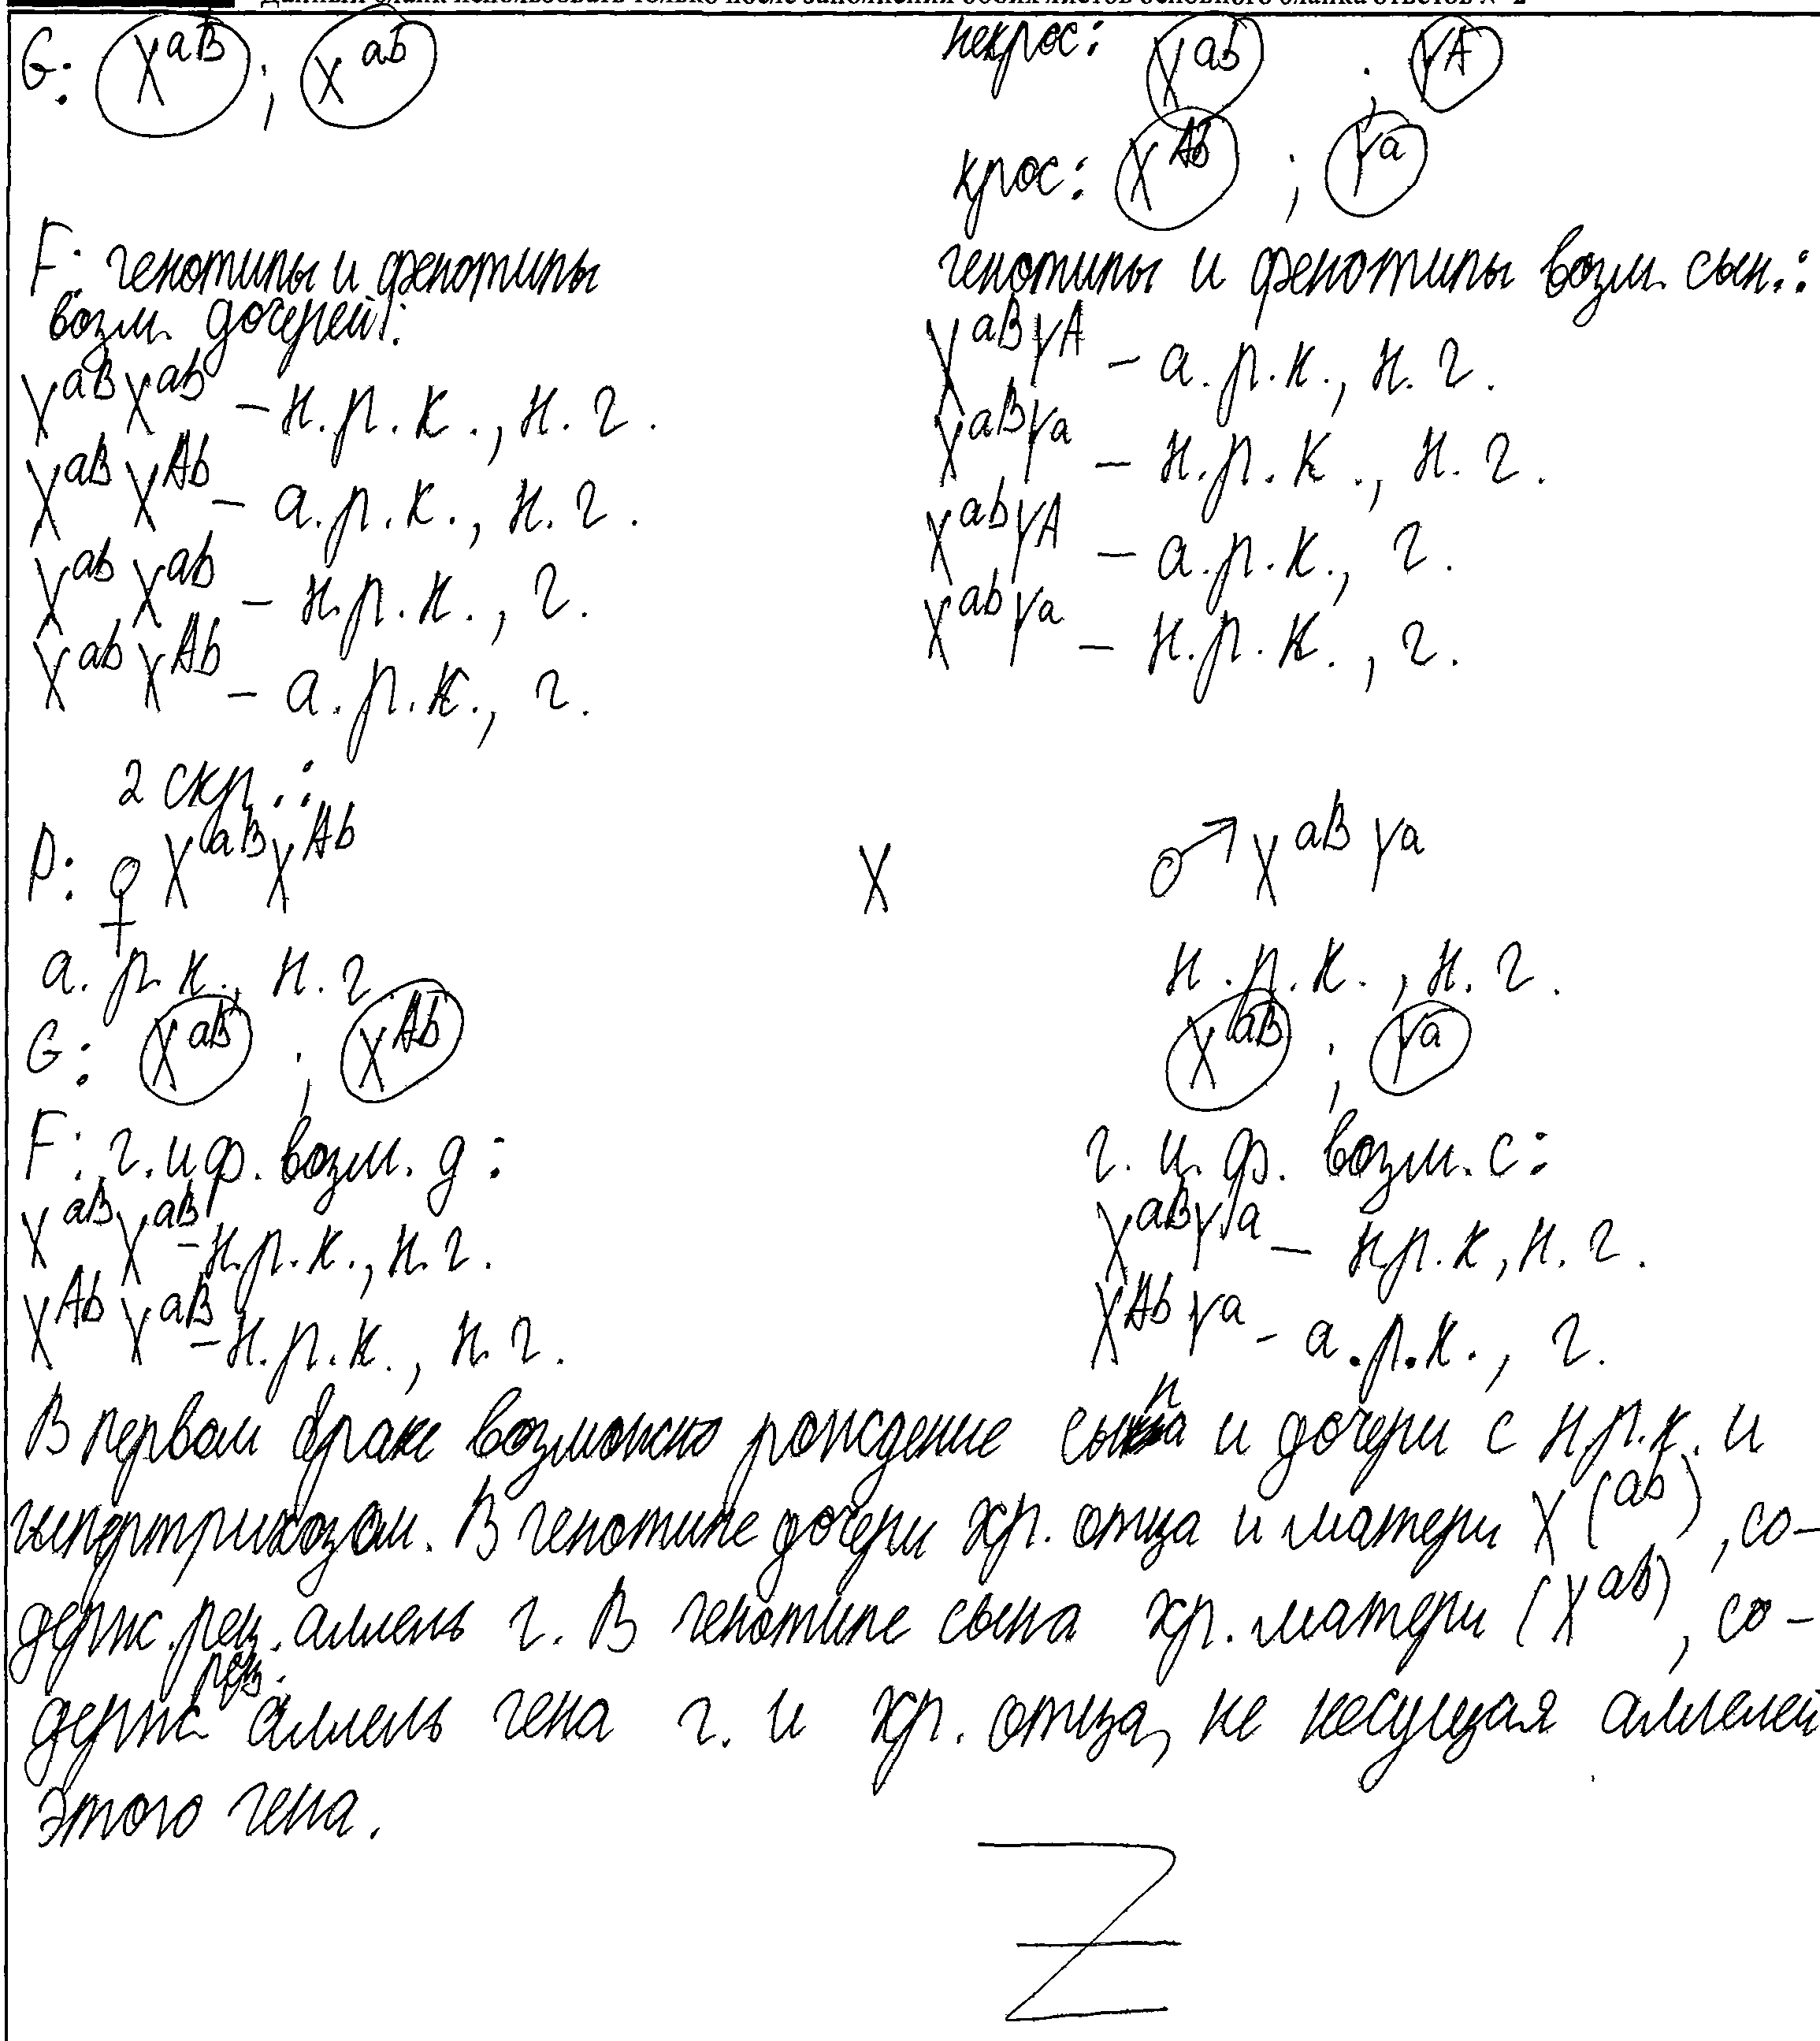 Данный бланк использовать только после заполнения обоих листов основного бланка ответов № 2
G: X^aB ; X^ab некрос: X^ab ; Y^A
крос: X^Ab ; Y^a
F: генотипы и фенотипы генотипы и фенотипы возм. сын.:
возм. дочерей:
X^aB X^ab – н.р.к., н.г. X^aB Y^A – а.р.к., н.г.
X^aB X^Ab – а.р.к., н.г. X^aB Y^a – н.р.к., н.г.
X^ab X^ab – н.р.к., г. X^ab Y^A – а.р.к., г.
X^ab X^Ab – а.р.к., г. X^ab Y^a – н.р.к., г.
2 скр.:
P: ♀ X^aB X^Ab X ♂ X^aB Y^a
а.р.к., н.г. н.р.к., н.г.
G: X^aB ; X^Ab X^aB ; Y^a
F: г. и ф. возм. д: г. и ф. возм. с:
X^aB X^aB – н.р.к., н.г. X^aB Y^a – н.р.к, н.г.
X^Ab X^aB – н.р.к., н.г. X^Ab Y^a – а.р.к., г.
В первом браке возможно рождение сына и дочери с н.р.к. и
гипертрихозом. В генотипе дочери хр. отца и матери X (^ab), со-
держ. рец. аллель г. В генотипе сына хр. матери (X^ab), со-
держ рец. аллель гена г. и хр. отца, не несущая аллелей
этого гена.
Z